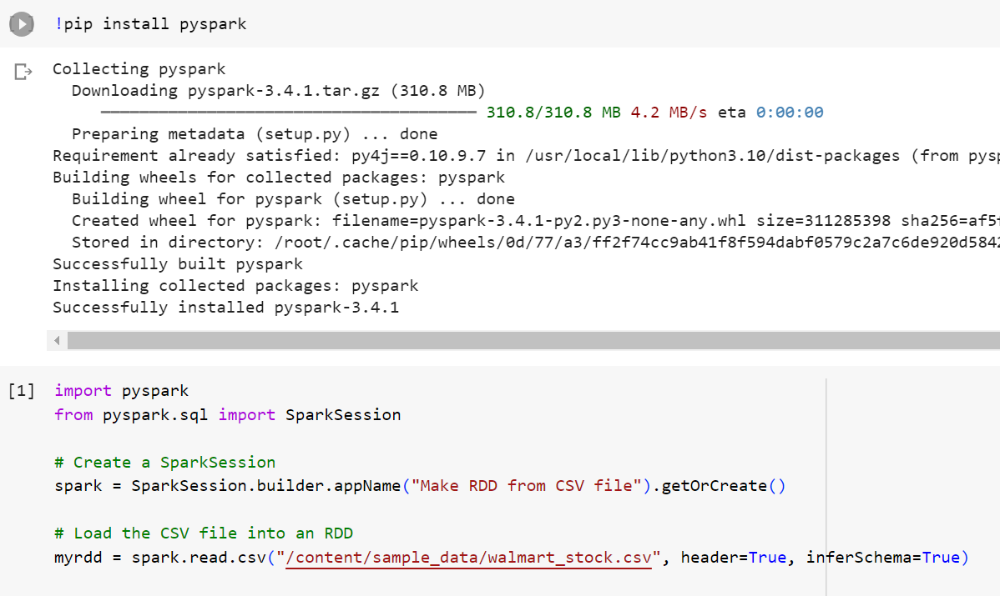 !pip install pyspark
Collecting pyspark
Downloading pyspark-3.4.1.tar.gz (310.8 MB)
310.8/310.8 MB 4.2 MB/s eta 0:00:00
Preparing metadata (setup.py) ... done
Requirement already satisfied: py4j==0.10.9.7 in /usr/local/lib/python3.10/dist-packages (from pysp
Building wheels for collected packages: pyspark
Building wheel for pyspark (setup.py) ... done
Created wheel for pyspark: filename=pyspark-3.4.1-py2.py3-none-any.whl size=311285398 sha256=af5f
Stored in directory: /root/.cache/pip/wheels/0d/77/a3/ff2f74cc9ab41f8f594dabf0579c2a7c6de920d5842
Successfully built pyspark
Installing collected packages: pyspark
Successfully installed pyspark-3.4.1
[1] import pyspark
from pyspark.sql import SparkSession
# Create a SparkSession
spark = SparkSession.builder.appName("Make RDD from CSV file").getOrCreate()
# Load the CSV file into an RDD
myrdd = spark.read.csv("/content/sample_data/walmart_stock.csv", header=True, inferSchema=True)